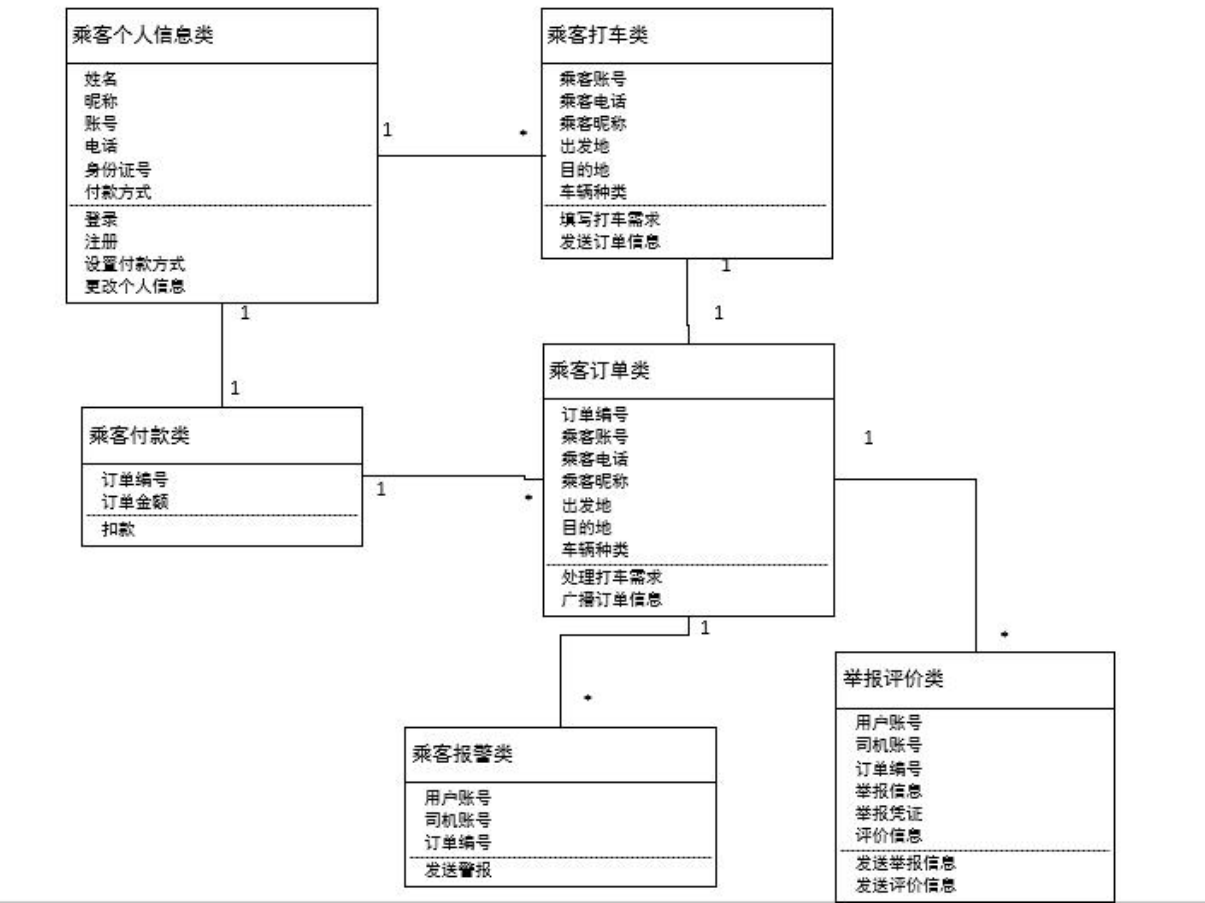 乘客个人信息类
姓名
昵称
账号
电话
身份证号
付款方式
登录
注册
设置付款方式
更改个人信息
1
*
乘客打车类
乘客账号
乘客电话
乘客昵称
出发地
目的地
车辆种类
填写打车需求
发送订单信息
1
1
1
1
乘客付款类
订单编号
订单金额
扣款
1
*
乘客订单类
订单编号
乘客账号
乘客电话
乘客昵称
出发地
目的地
车辆种类
处理打车需求
广播订单信息
1
*
1
*
乘客报警类
用户账号
司机账号
订单编号
发送警报
举报评价类
用户账号
司机账号
订单编号
举报信息
举报凭证
评价信息
发送举报信息
发送评价信息